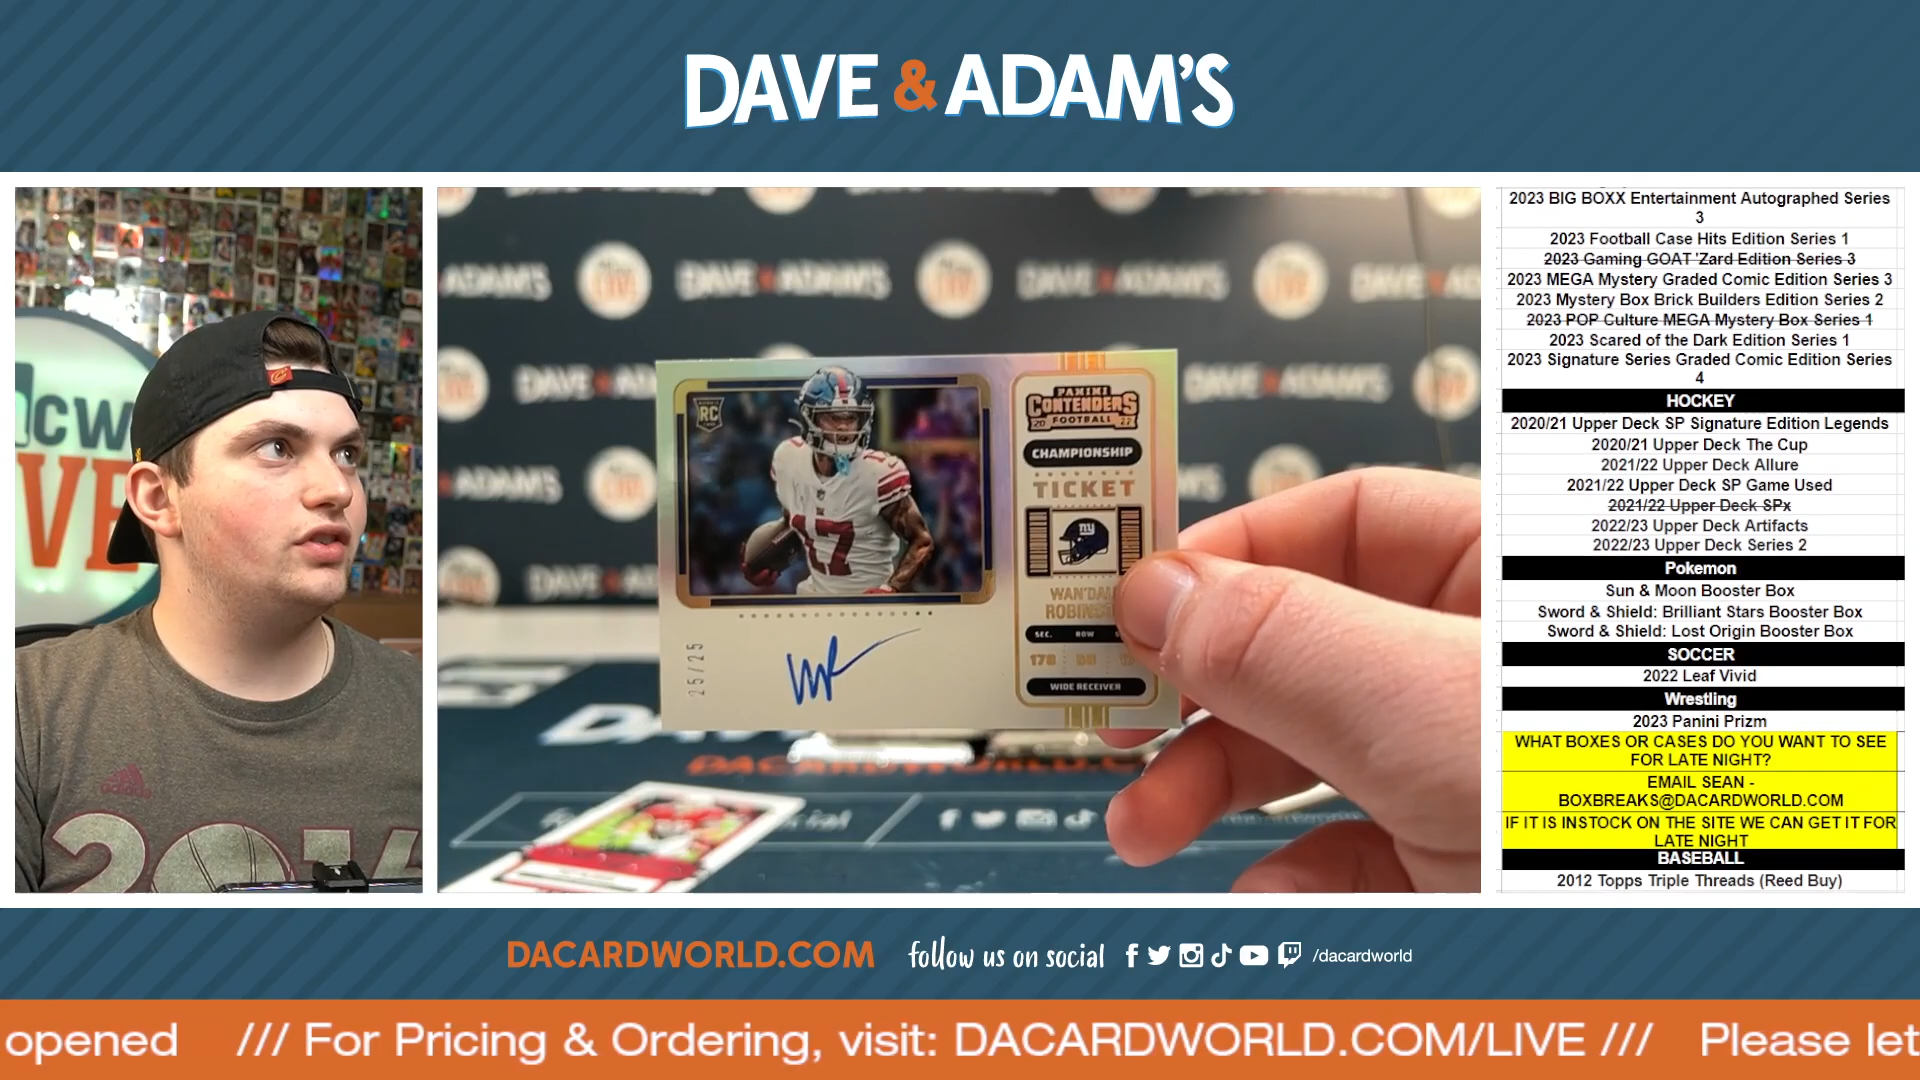 DAVE & ADAM'S
2023 BIG BOXX Entertainment Autographed Series
3
2023 Football Case Hits Edition Series 1
2023 Gaming GOAT 'Zard Edition Series 3
2023 MEGA Mystery Graded Comic Edition Series 3
2023 Mystery Box Brick Builders Edition Series 2
2023 POP Culture MEGA Mystery Box Series 1
2023 Scared of the Dark Edition Series 1
2023 Signature Series Graded Comic Edition Series
4
HOCKEY
2020/21 Upper Deck SP Signature Edition Legends
2020/21 Upper Deck The Cup
2021/22 Upper Deck Allure
2021/22 Upper Deck SP Game Used
2021/22 Upper Deck SPx
2022/23 Upper Deck Artifacts
2022/23 Upper Deck Series 2
Pokemon
Sun & Moon Booster Box
Sword & Shield: Brilliant Stars Booster Box
Sword & Shield: Lost Origin Booster Box
SOCCER
2022 Leaf Vivid
Wrestling
2023 Panini Prizm
WHAT BOXES OR CASES DO YOU WANT TO SEE
FOR LATE NIGHT?
EMAIL SEAN -
BOXBREAKS@DACARDWORLD.COM
IF IT IS INSTOCK ON THE SITE WE CAN GET IT FOR
LATE NIGHT
BASEBALL
2012 Topps Triple Threads (Reed Buy)
RC
17
PANINI
CONTENDERS
20 FOOTBALL 22
CHAMPIONSHIP
TICKET
ny
SEC. ROW
WIDE RECEIVER
25/25
adidas
DACARDWORLD.COM follow us on social /dacardworld
opened /// For Pricing & Ordering, visit: DACARDWORLD.COM/LIVE /// Please let